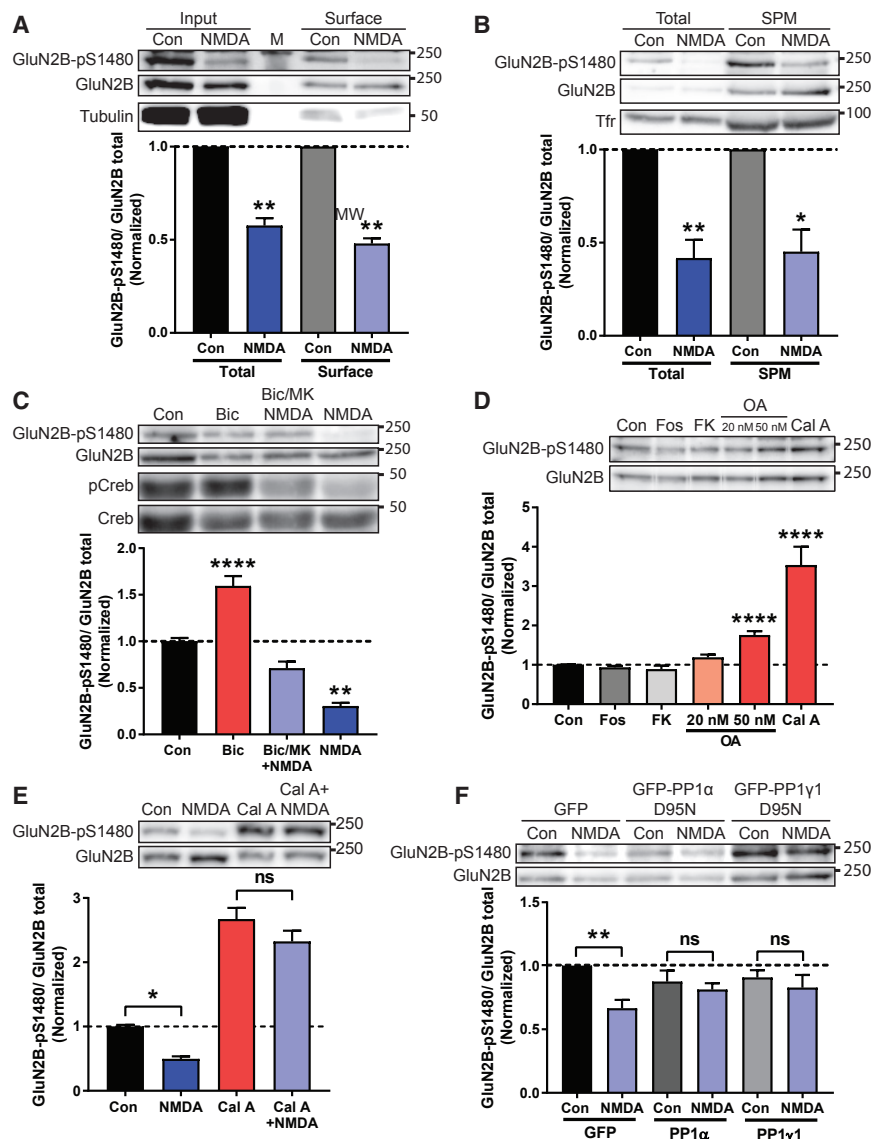 A
Input Surface
Con NMDA M Con NMDA
GluN2B-pS1480 250
GluN2B 250
Tubulin 50
GluN2B-pS1480/ GluN2B total
(Normalized)
1.0
0.5
0.0
** MW **
Con NMDA Con NMDA
Total Surface
B
Total SPM
Con NMDA Con NMDA
GluN2B-pS1480 250
GluN2B 250
Tfr 100
GluN2B-pS1480/ GluN2B total
(Normalized)
1.0
0.5
0.0
** *
Con NMDA Con NMDA
Total SPM
C
Bic/MK
Con Bic NMDA NMDA
GluN2B-pS1480 250
GluN2B 250
pCreb 50
Creb 50
GluN2B-pS1480/ GluN2B total
(Normalized)
2.0
1.5
1.0
0.5
0.0
**** **
Con Bic Bic/MK NMDA
+NMDA
D
OA
Con Fos FK 20 nM 50 nM Cal A
GluN2B-pS1480 250
GluN2B 250
GluN2B-pS1480/ GluN2B total
(Normalized)
5
4
3
2
1
0
**** ****
Con Fos FK 20 nM 50 nM Cal A
OA
E
Cal A+
Con NMDA Cal A NMDA
GluN2B-pS1480 250
GluN2B 250
GluN2B-pS1480/ GluN2B total
(Normalized)
3
2
1
0
* ns
Con NMDA Cal A Cal A
+NMDA
F
GFP-PP1α GFP-PP1γ1
GFP D95N D95N
Con NMDA Con NMDA Con NMDA
GluN2B-pS1480 250
GluN2B 250
GluN2B-pS1480/ GluN2B total
(Normalized)
1.5
1.0
0.5
0.0
** ns ns
Con NMDA Con NMDA Con NMDA
GFP PP1α PP1γ1